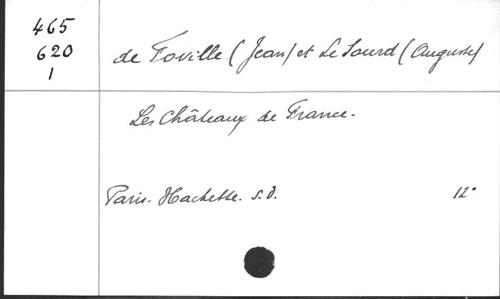 465
620
1
de Foville (Jean) et Le Sourd (Auguste)
Les Châteaux de France.
Paris. Hachette. s.d. 12°